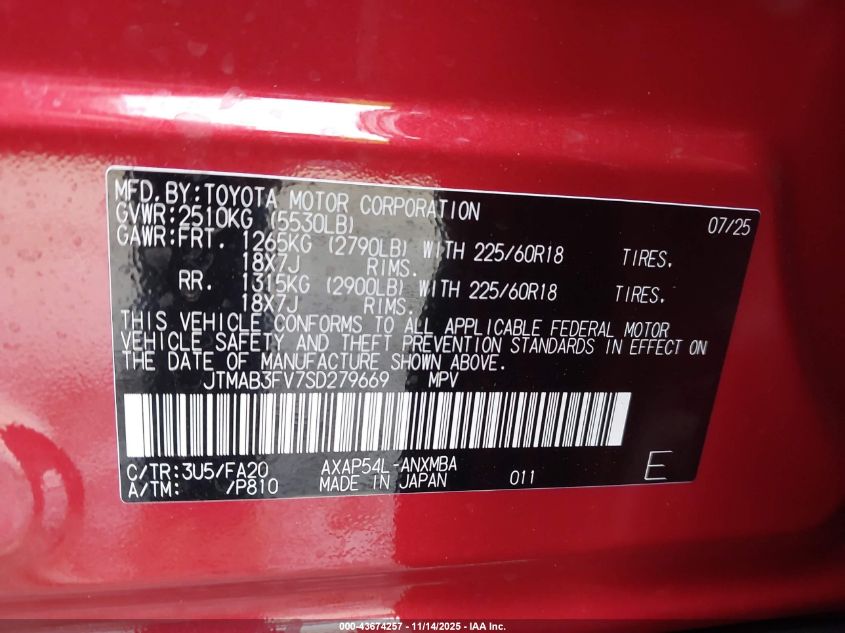 MFD.BY:TOYOTA MOTOR CORPORATION 07/25
GVWR:2510KG (5530LB)
GAWR:FRT. 1265KG (2790LB) WITH 225/60R18 TIRES.
18X7J RIMS.
RR. 1315KG (2900LB) WITH 225/60R18 TIRES.
18X7J RIMS.
THIS VEHICLE CONFORMS TO ALL APPLICABLE FEDERAL MOTOR
VEHICLE SAFETY AND THEFT PREVENTION STANDARDS IN EFFECT ON
THE DATE OF MANUFACTURE SHOWN ABOVE.
JTMAB3FV7SD279669 MPV
C/TR:3U5/FA20 AXAP54L-ANXMBA
A/TM: /P810 MADE IN JAPAN 011 E
000-43674257 - 11/14/2025 - IAA Inc.